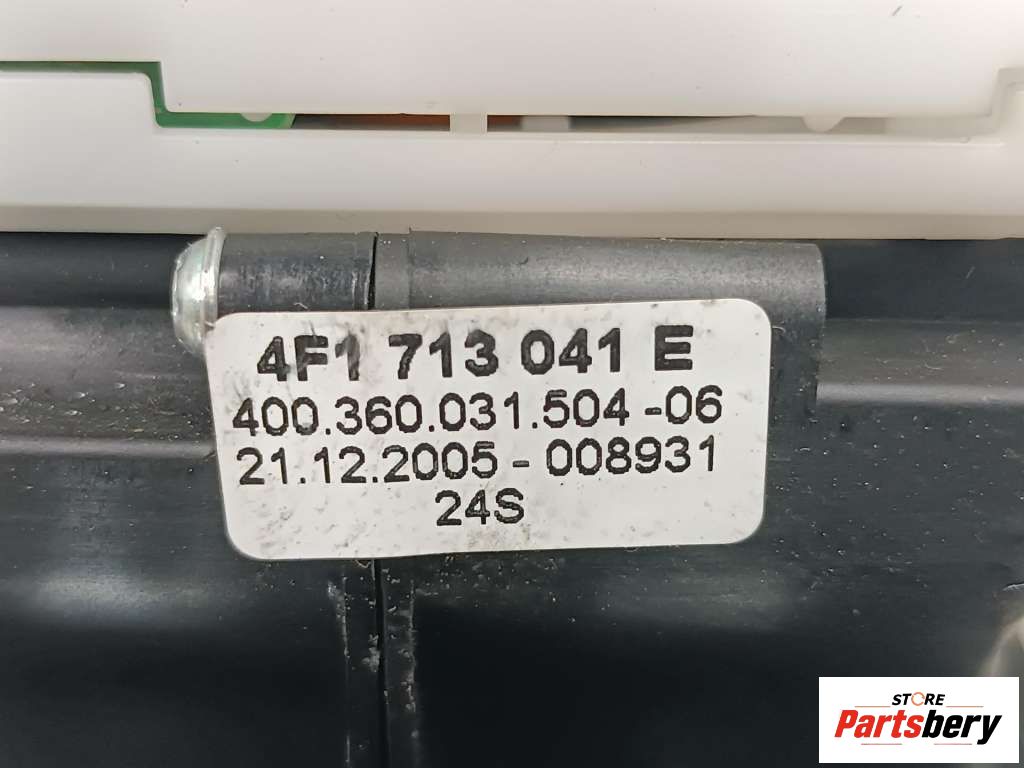 4F1 713 041 E
400.360.031.504 -06
21.12.2005 - 008931
24S
STORE
Partsbery